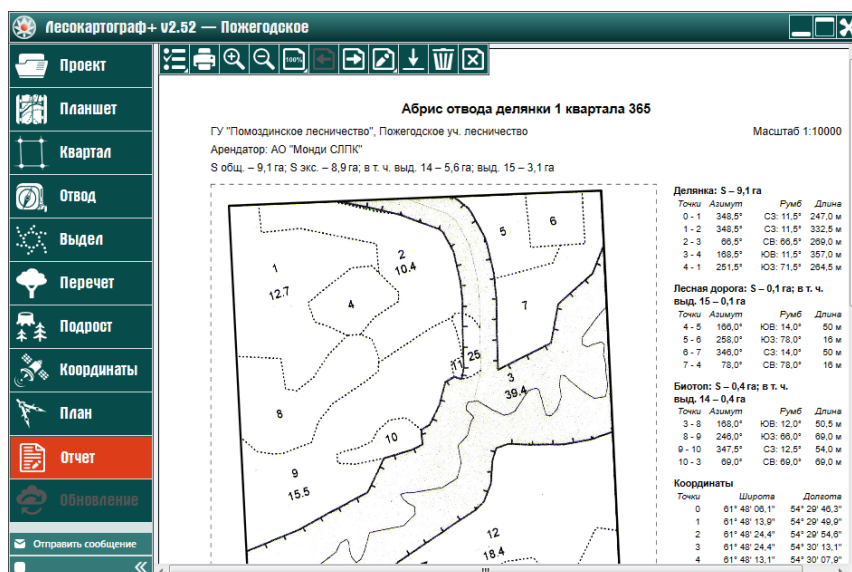 Лесокартограф+ v2.52 — Пожегодское
Проект
Планшет
Квартал
Отвод
Выдел
Перечет
Подрост
Координаты
План
Отчет
Обновление
Отправить сообщение
100%
Абрис отвода делянки 1 квартала 365
ГУ "Помоздинское лесничество", Пожегодское уч. лесничество
Масштаб 1:10000
Арендатор: АО "Монди СЛПК"
S общ. – 9,1 га; S экс. – 8,9 га; в т. ч. выд. 14 – 5,6 га; выд. 15 – 3,1 га
1
12.7
2
10.4
4
5
6
7
8
11
25
3
39.4
10
9
15.5
12
18.4
Делянка: S – 9,1 га
Точки Азимут Румб Длина
0 - 1 348,5° СЗ: 11,5° 247,0 м
1 - 2 348,5° СЗ: 11,5° 332,5 м
2 - 3 66,5° СВ: 66,5° 269,0 м
3 - 4 168,5° ЮВ: 11,5° 357,0 м
4 - 1 251,5° ЮЗ: 71,5° 264,5 м
Лесная дорога: S – 0,1 га; в т. ч.
выд. 15 – 0,1 га
Точки Азимут Румб Длина
4 - 5 166,0° ЮВ: 14,0° 50 м
5 - 6 258,0° ЮЗ: 78,0° 16 м
6 - 7 346,0° СЗ: 14,0° 50 м
7 - 4 78,0° СВ: 78,0° 16 м
Биотоп: S – 0,4 га; в т. ч.
выд. 14 – 0,4 га
Точки Азимут Румб Длина
3 - 8 168,0° ЮВ: 12,0° 50,5 м
8 - 9 246,0° ЮЗ: 66,0° 69,0 м
9 - 10 347,5° СЗ: 12,5° 54,0 м
10 - 3 69,0° СВ: 69,0° 69,0 м
Координаты
Точки Широта Долгота
0 61° 48' 06,1" 54° 29' 46,3"
1 61° 48' 13,9" 54° 29' 49,9"
2 61° 48' 24,4" 54° 29' 54,6"
3 61° 48' 24,4" 54° 30' 13,1"
4 61° 48' 13,1" 54° 30' 07,9"